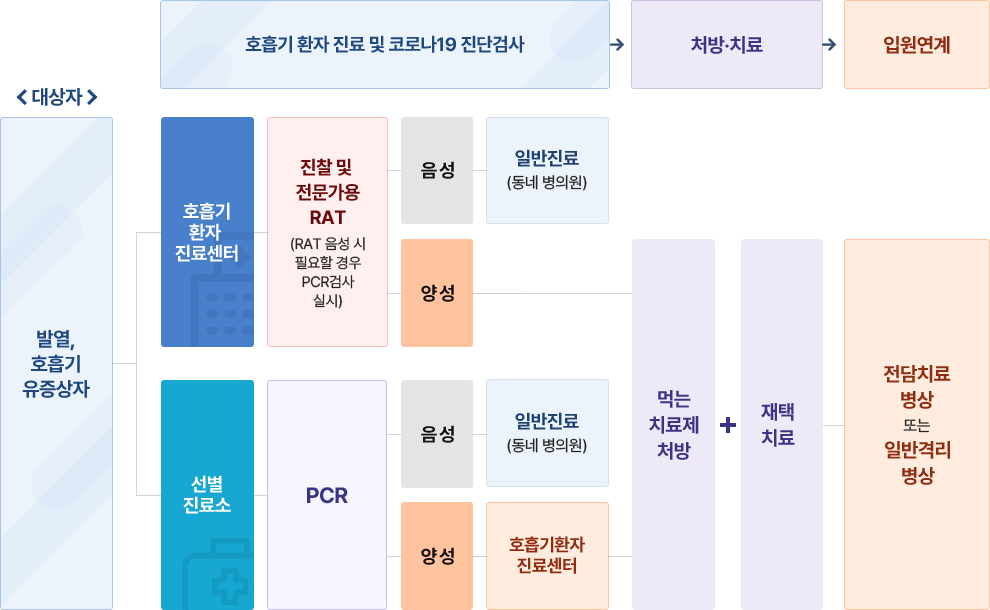 호흡기 환자 진료 및 코로나19 진단검사
처방·치료
입원연계
대상자
발열,
호흡기
유증상자
호흡기
환자
진료센터
진찰 및
전문가용
RAT
(RAT 음성 시
필요할 경우
PCR검사
실시)
음성
일반진료
(동네 병의원)
양성
선별
진료소
PCR
음성
일반진료
(동네 병의원)
양성
호흡기환자
진료센터
먹는
치료제
처방
+
재택
치료
전담치료
병상
또는
일반격리
병상